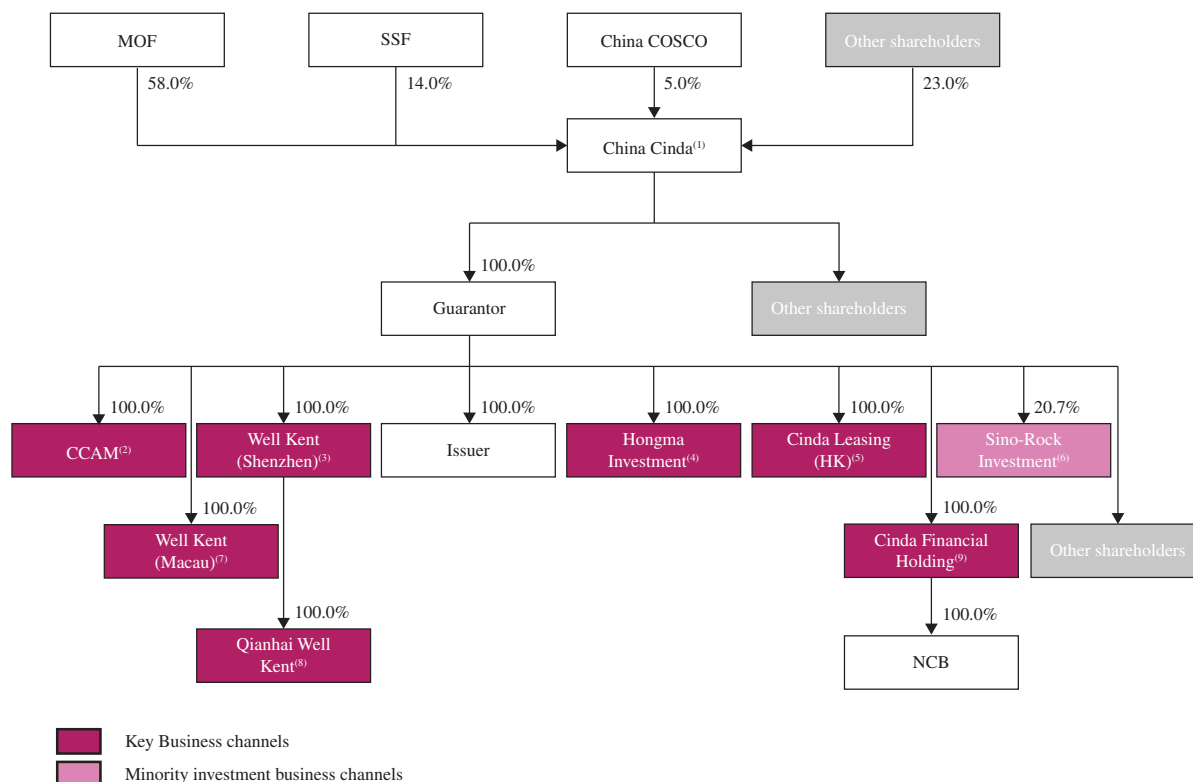 MOF
SSF
China COSCO
Other shareholders
58.0%
14.0%
5.0%
23.0%
China Cinda(1)
100.0%
Guarantor
Other shareholders
100.0%
100.0%
100.0%
100.0%
100.0%
20.7%
CCAM(2)
Well Kent
(Shenzhen)(3)
Issuer
Hongma
Investment(4)
Cinda Leasing
(HK)(5)
Sino-Rock
Investment(6)
100.0%
100.0%
Well Kent
(Macau)(7)
Cinda Financial
Holding(9)
Other shareholders
100.0%
100.0%
Qianhai Well
Kent(8)
NCB
Key Business channels
Minority investment business channels